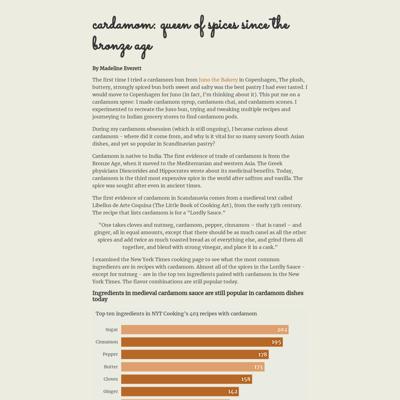 cardamom: queen of spices since the
bronze age
By Madeline Everett
The first time I tried a cardamom bun from Juno the Bakery in Copenhagen, The plush,
buttery, strongly spiced bun both sweet and salty was the best pastry I had ever tasted. I
would move to Copenhagen for Juno (in fact, I'm thinking about it). This put me on a
cardamom spree: I made cardamom syrup, cardamom chai, and cardamom scones. I
experimented to recreate the Juno bun, trying and tweaking multiple recipes and
journeying to Indian grocery stores to find cardamom pods.
During my cardamom obsession (which is still ongoing), I became curious about
cardamom - where did it come from, and why is it vital for so many savory South Asian
dishes, and yet so popular in Scandinavian pastry?
Cardamom is native to India. The first evidence of trade of cardamom is from the
Bronze Age, when it moved to the Mediterranean and western Asia. The Greek
physicians Dioscorides and Hippocrates wrote about its medicinal benefits. Today,
cardamom is the third most expensive spice in the world after saffron and vanilla. The
spice was sought after even in ancient times.
The first evidence of cardamom in Scandanavia comes from a medieval text called
Libellus de Arte Coquina (The Little Book of Cooking Art), from the early 13th century.
The recipe that lists cardamom is for a "Lordly Sauce."
"One takes cloves and nutmeg, cardamom, pepper, cinnamon – that is canel – and
ginger, all in equal amounts, except that there should be as much canel as all the other
spices and add twice as much toasted bread as of everything else, and grind them all
together, and blend with strong vinegar, and place it in a cask."
I examined the New York Times cooking page to see what the most common
ingredients are in recipes with cardamom. Almost all of the spices in the Lordly Sauce -
except for nutmeg - are in the top ten ingredients paired with cardamom in the New
York Times. The flavor combinations are still popular today.
Ingredients in medieval cardamom sauce are still popular in cardamom dishes
today
Top ten ingredients in NYT Cooking's 403 recipes with cardamom
Sugar 202
Cinnamon 195
Pepper 178
Butter 173
Cloves 158
Ginger 142